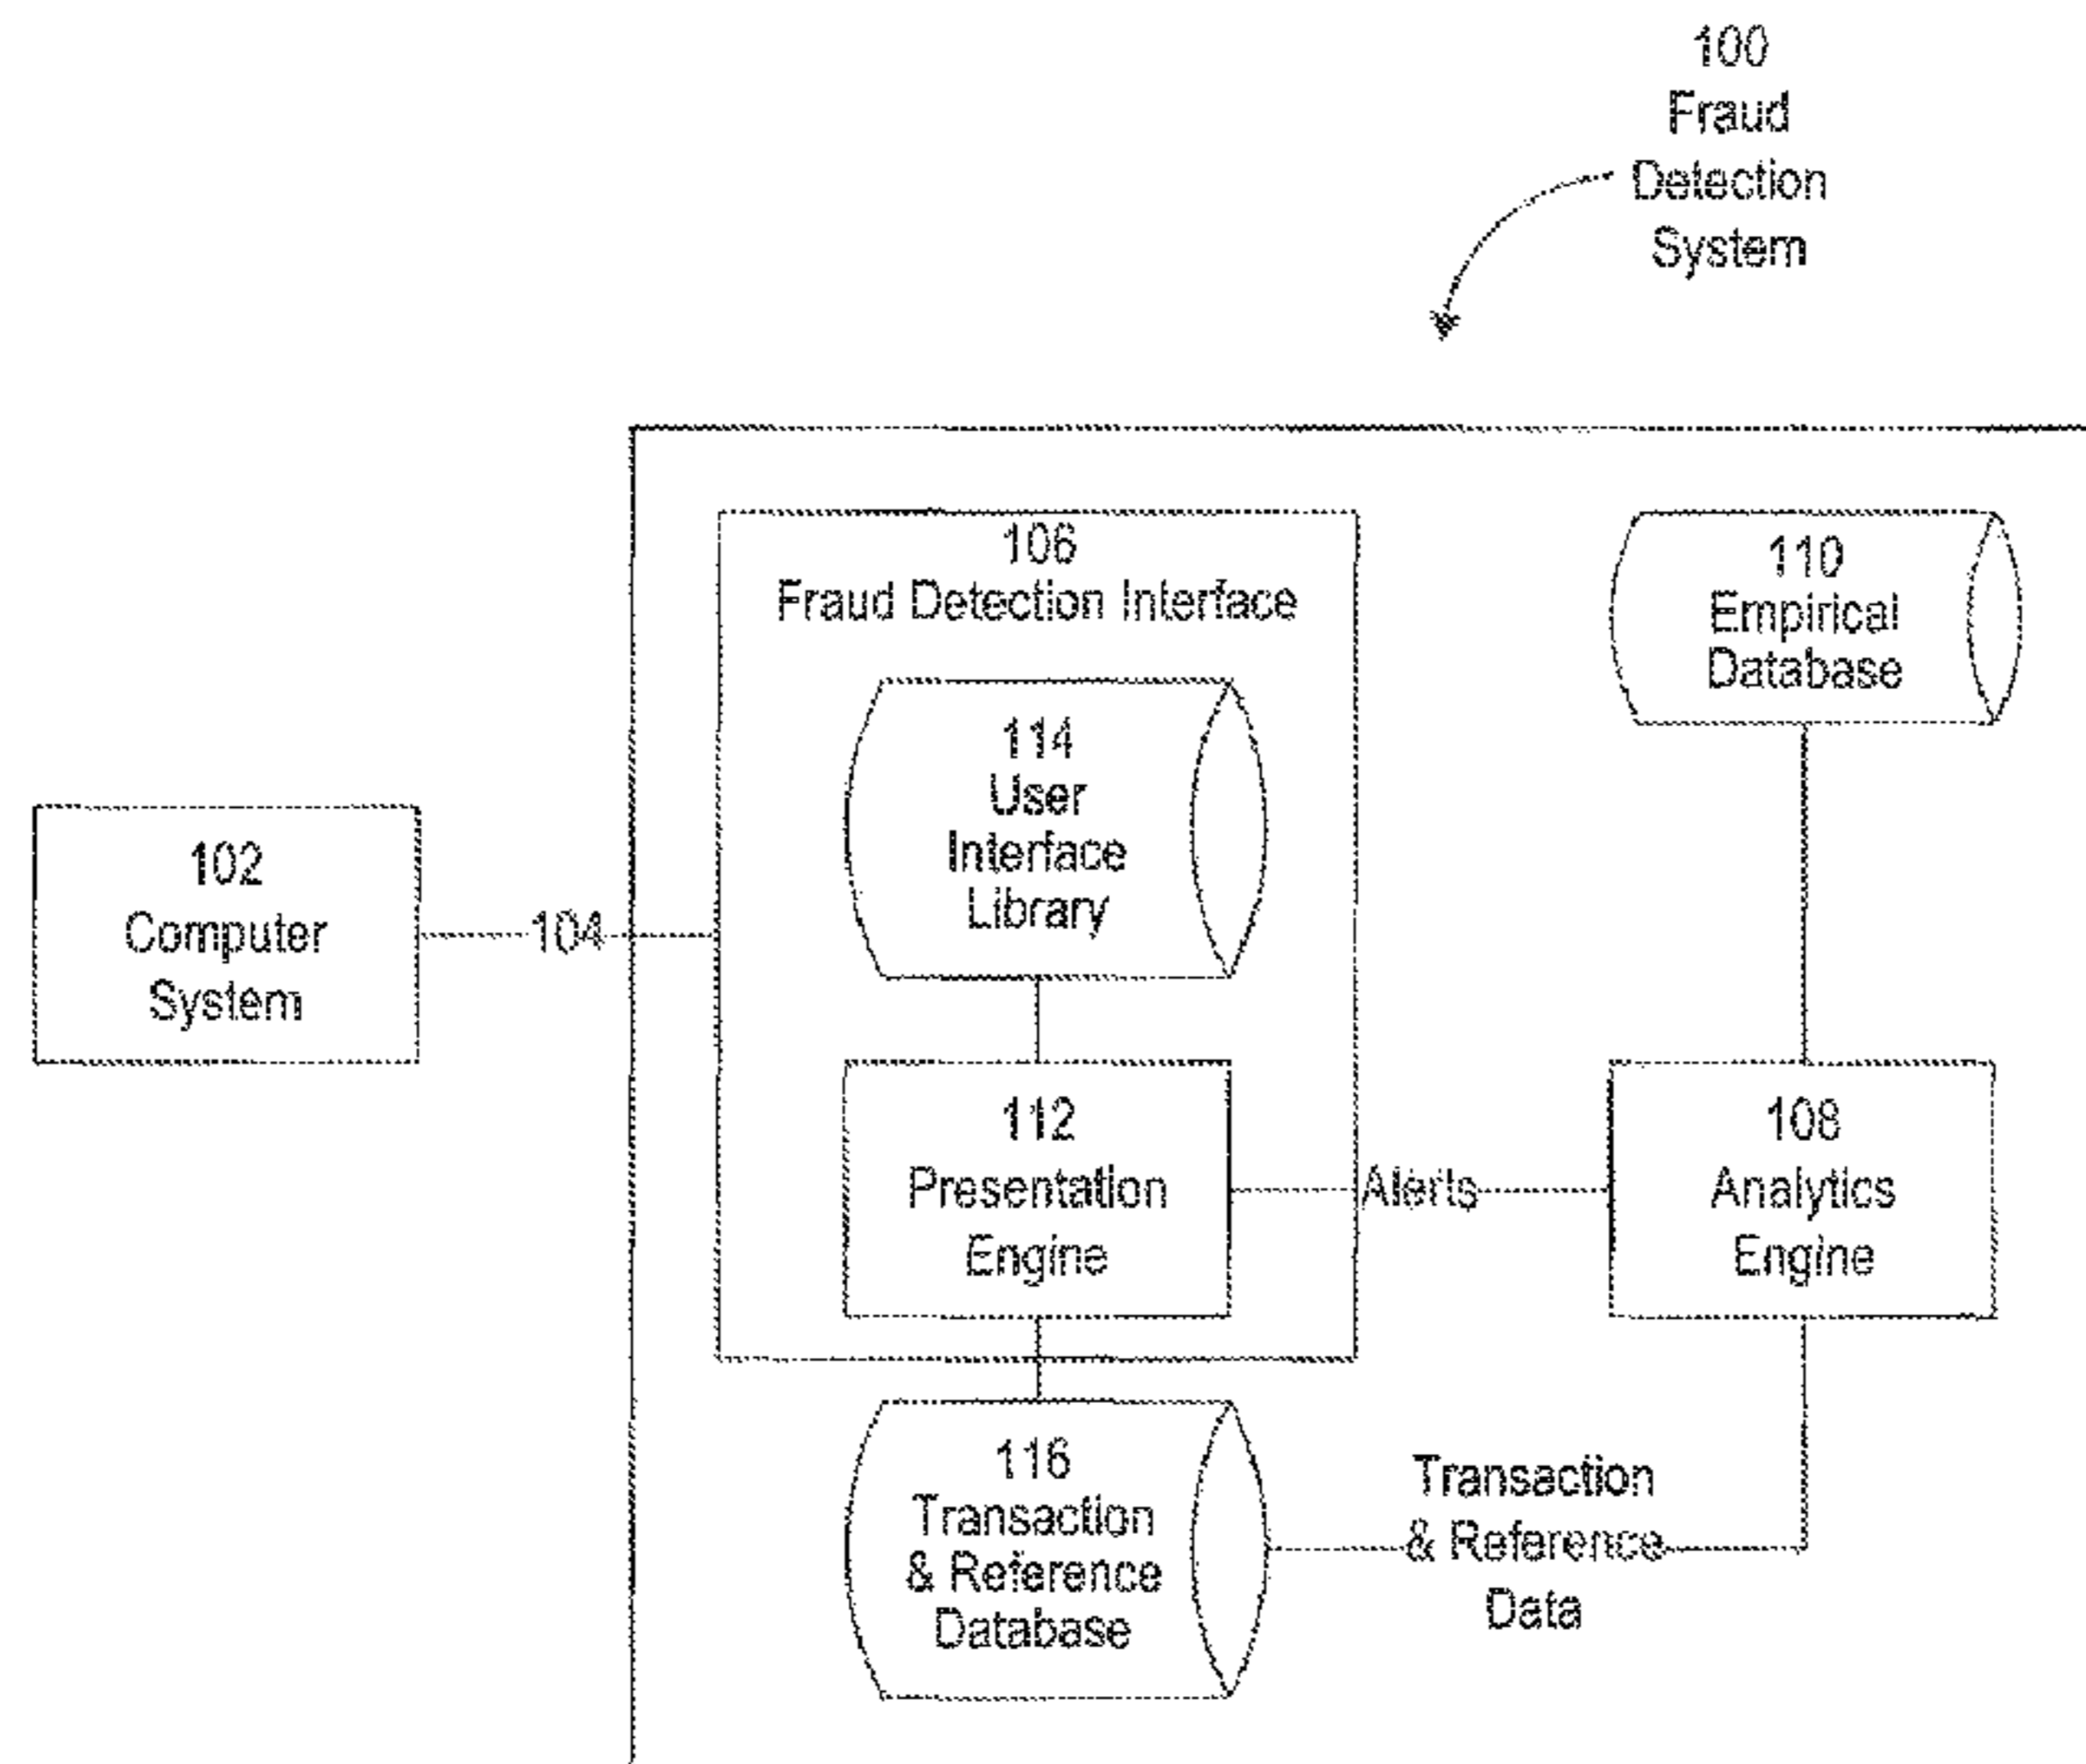 100
Fraud
Detection
System
106
Fraud Detection Interface
110
Empirical
Database
114
User
Interface
Library
102
Computer
System
104
112
Presentation
Engine
Alerts
108
Analytics
Engine
116
Transaction
& Reference
Database
Transaction
& Reference
Data